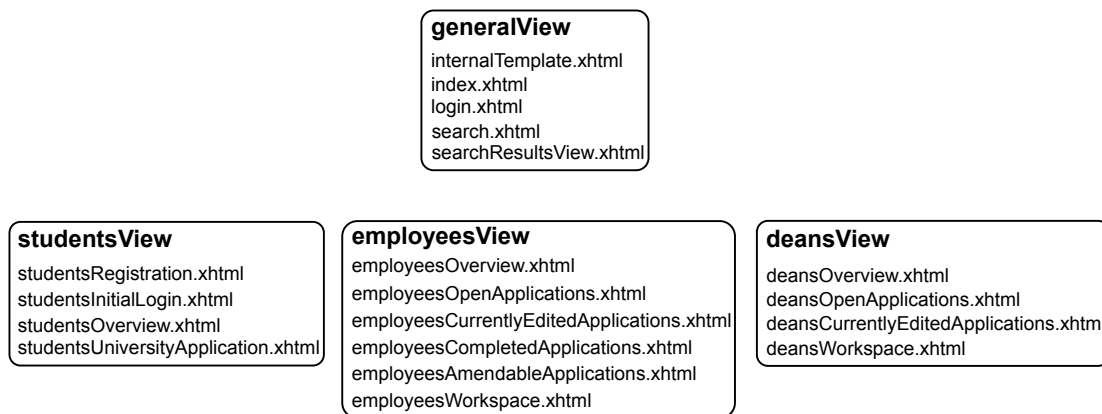 generalView
internalTemplate.xhtml
index.xhtml
login.xhtml
search.xhtml
searchResultsView.xhtml
studentsView
studentsRegistration.xhtml
studentsInitialLogin.xhtml
studentsOverview.xhtml
studentsUniversityApplication.xhtml
employeesView
employeesOverview.xhtml
employeesOpenApplications.xhtml
employeesCurrentlyEditedApplications.xhtml
employeesCompletedApplications.xhtml
employeesAmendableApplications.xhtml
employeesWorkspace.xhtml
deansView
deansOverview.xhtml
deansOpenApplications.xhtml
deansCurrentlyEditedApplications.xhtm
deansWorkspace.xhtml